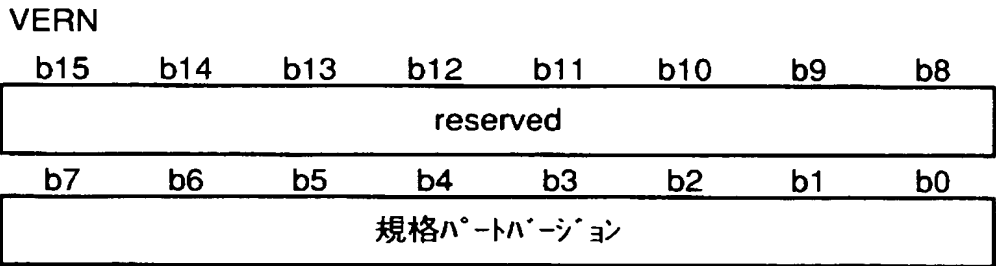 VERN
b15 b14 b13 b12 b11 b10 b9 b8
reserved
b7 b6 b5 b4 b3 b2 b1 b0
規格ﾊﾟｰﾄﾊﾞｰｼﾞｮﾝ